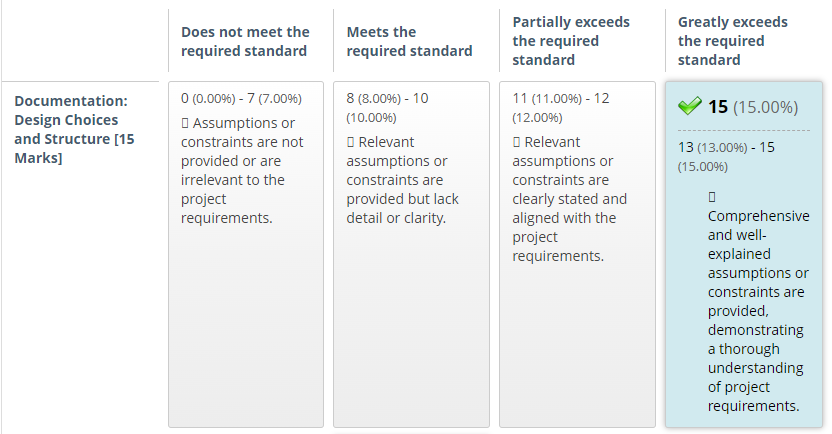 Does not meet the
required standard
Meets the
required standard
Partially exceeds
the required
standard
Greatly exceeds
the required
standard
Documentation:
Design Choices
and Structure [15
Marks]
0 (0.00%) - 7 (7.00%)
▯ Assumptions or
constraints are not
provided or are
irrelevant to the
project
requirements.
8 (8.00%) - 10
(10.00%)
▯ Relevant
assumptions or
constraints are
provided but lack
detail or clarity.
11 (11.00%) - 12
(12.00%)
▯ Relevant
assumptions or
constraints are
clearly stated and
aligned with the
project
requirements.
15 (15.00%)
13 (13.00%) - 15
(15.00%)
▯
Comprehensive
and well-
explained
assumptions or
constraints are
provided,
demonstrating
a thorough
understanding
of project
requirements.